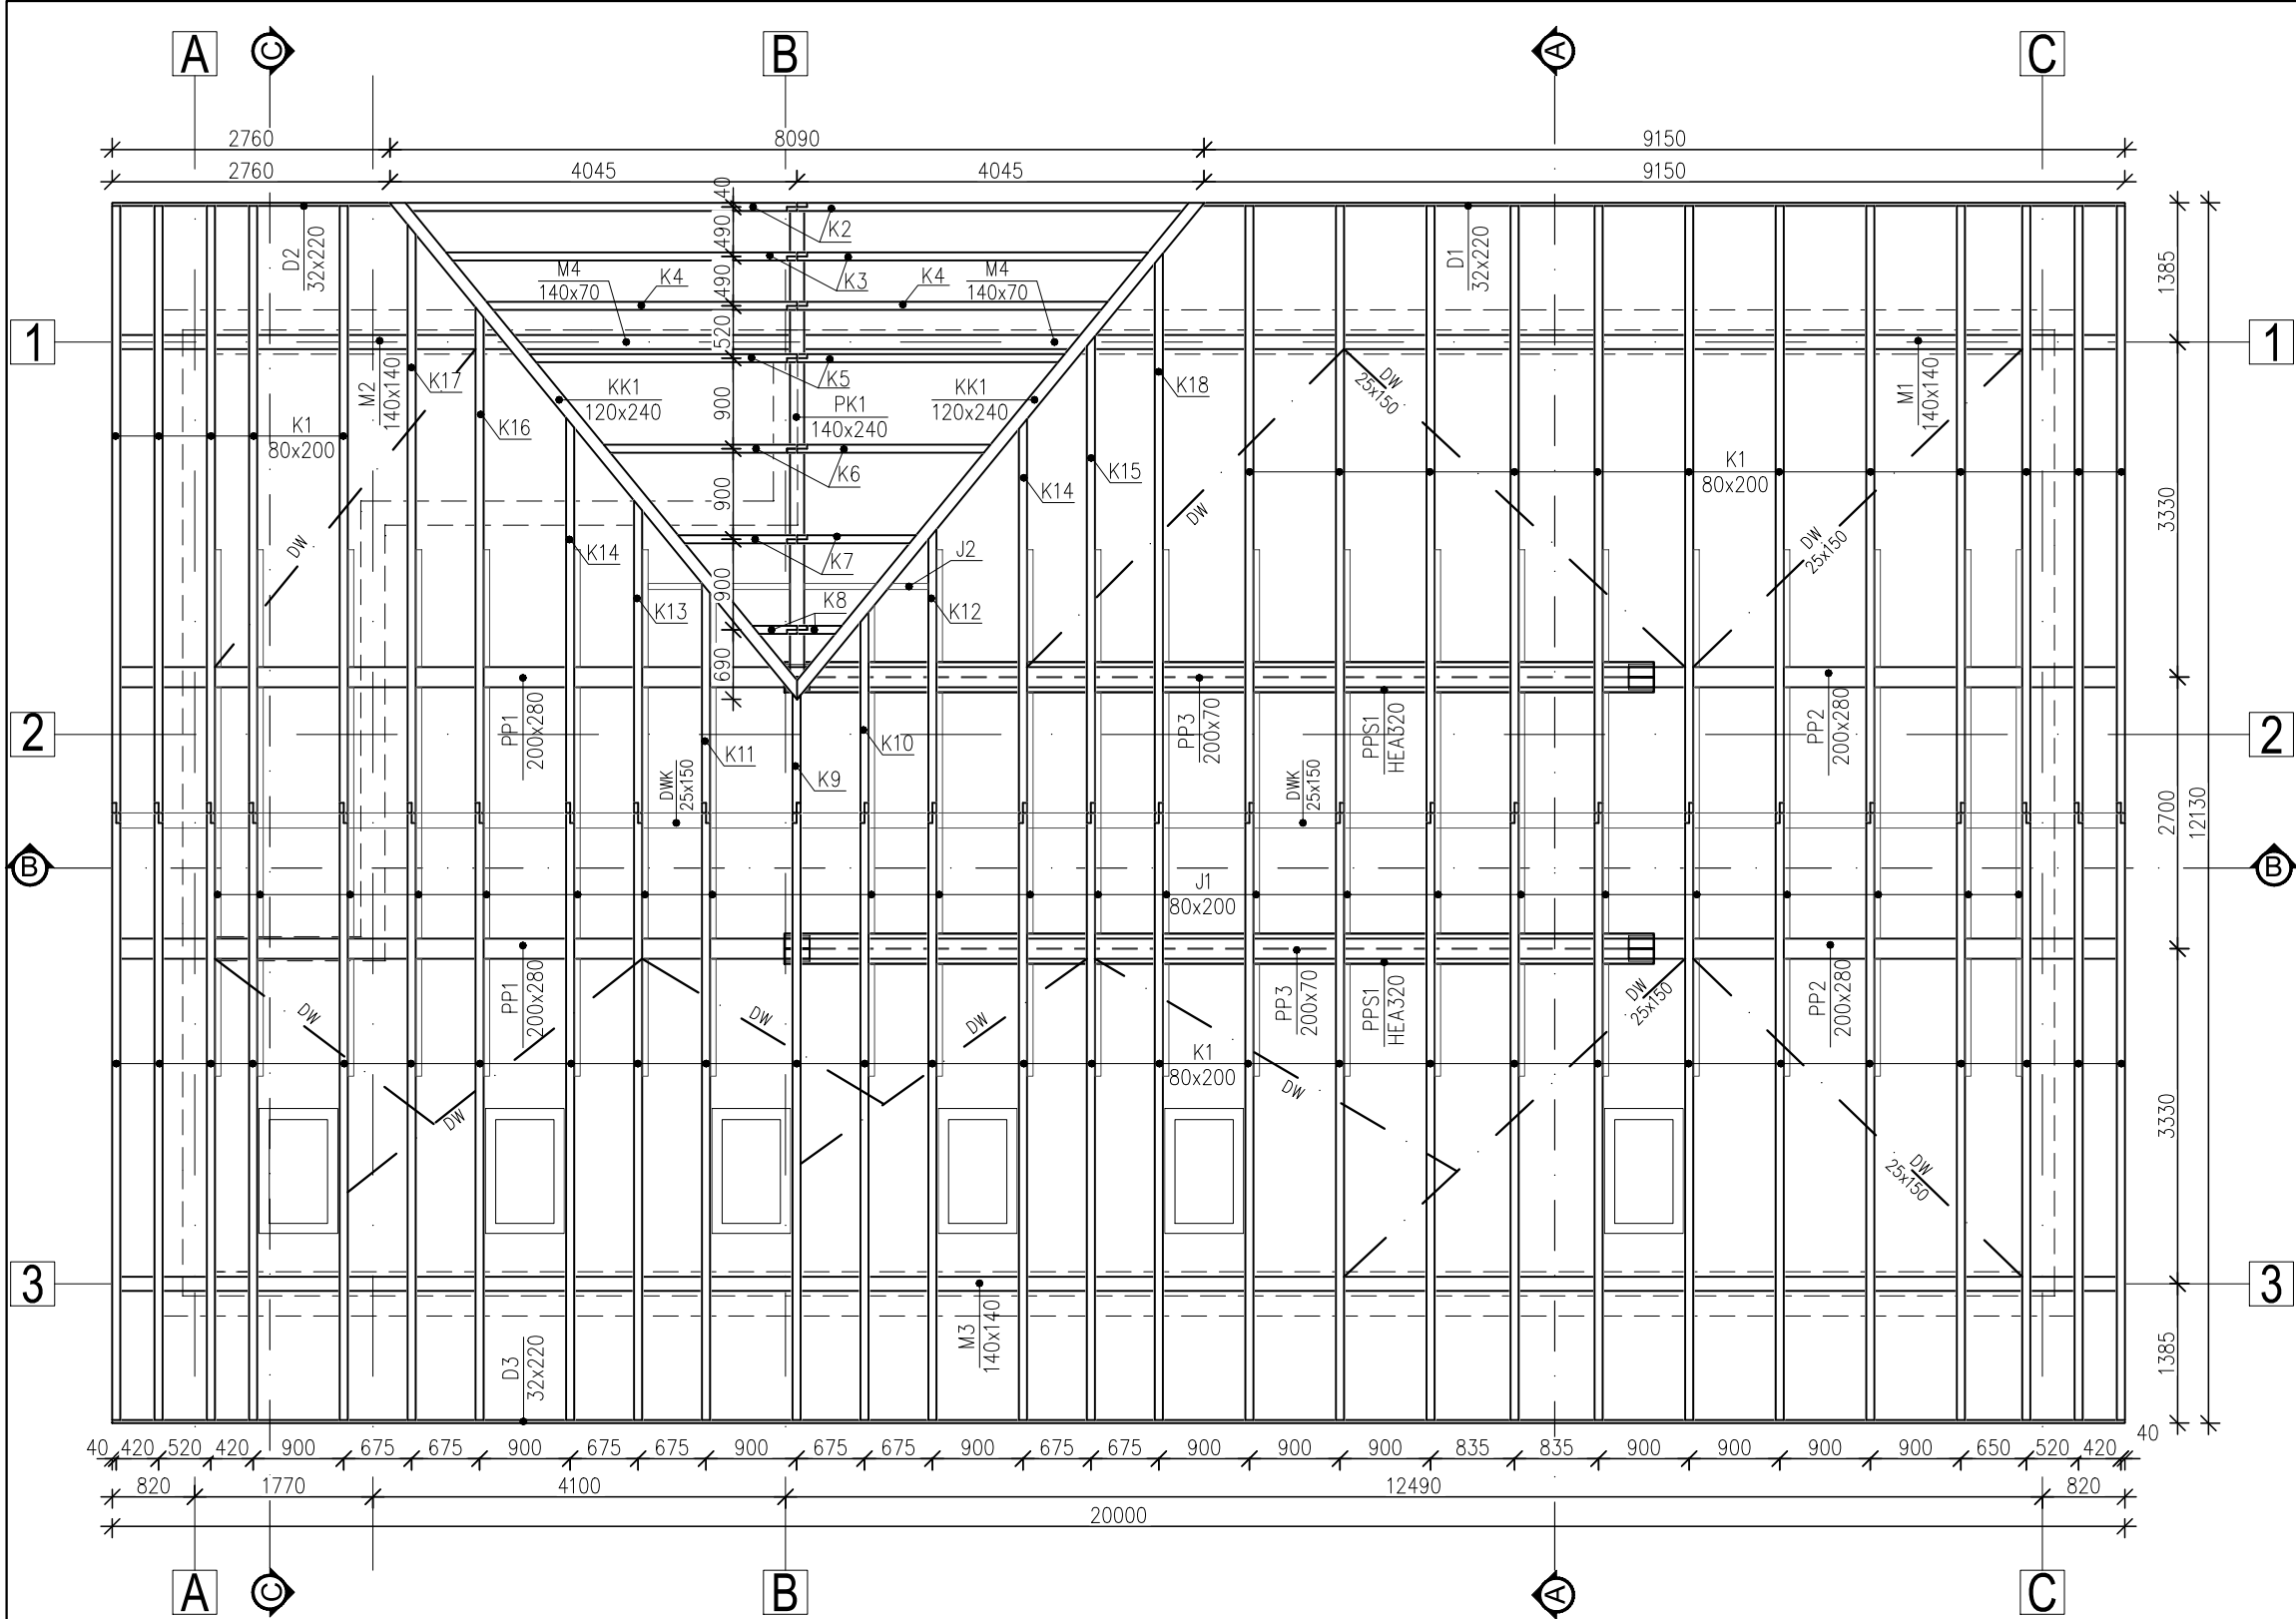 A
C
B
A
C
2760
8090
9150
2760
4045
4045
9150
40
490
490
520
900
900
900
690
K2
K3
K4
K4
M4
140x70
M4
140x70
K5
K6
K7
K8
J2
D2
32x220
D1
32x220
1
1
M2
140x140
M1
140x140
K17
K16
K18
K15
K14
K14
K13
K12
K1
80x200
KK1
120x240
PK1
140x240
KK1
120x240
K1
80x200
DW
25x150
DW
DW
DW
25x150
1385
3330
2700
12130
3330
1385
40
2
2
PP1
200x280
K11
K10
K9
DWK
25x150
PP3
200x70
PPS1
HEA320
DWK
25x150
PP2
200x280
B
B
J1
80x200
PP1
200x280
PP3
200x70
PPS1
HEA320
DW
25x150
PP2
200x280
DW
DW
DW
DW
K1
80x200
DW
DW
25x150
3
3
D3
32x220
M3
140x140
40 420 520 420 900 675 675 900 675 675 900 675 675 900 675 675 900 900 900 835 835 900 900 900 900 650 520 420
820 1770 4100 12490 820
20000
A
C
B
A
C